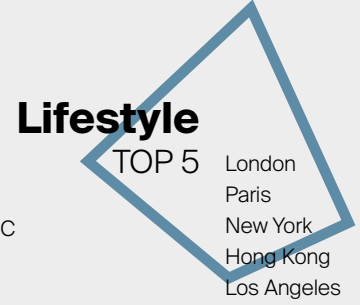 Lifestyle
TOP 5
London
Paris
New York
Hong Kong
Los Angeles
C